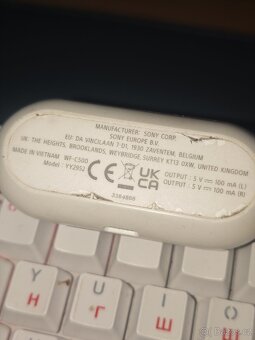 MANUFACTURER: SONY CORP.
SONY EUROPE B.V.
EU: DA VINCILAAN 7-D1, 1930 ZAVENTEM, BELGIUM
UK: THE HEIGHTS, BROOKLANDS, WEYBRIDGE, SURREY KT13 0XW, UNITED KINGDOM
MADE IN VIETNAM WF-C500
Model: YY2952
CE
UK
CA
OUTPUT : 5 V ⎓ 100 mA (L)
OUTPUT : 5 V ⎓ 100 mA (R)
Н
Г
Ш